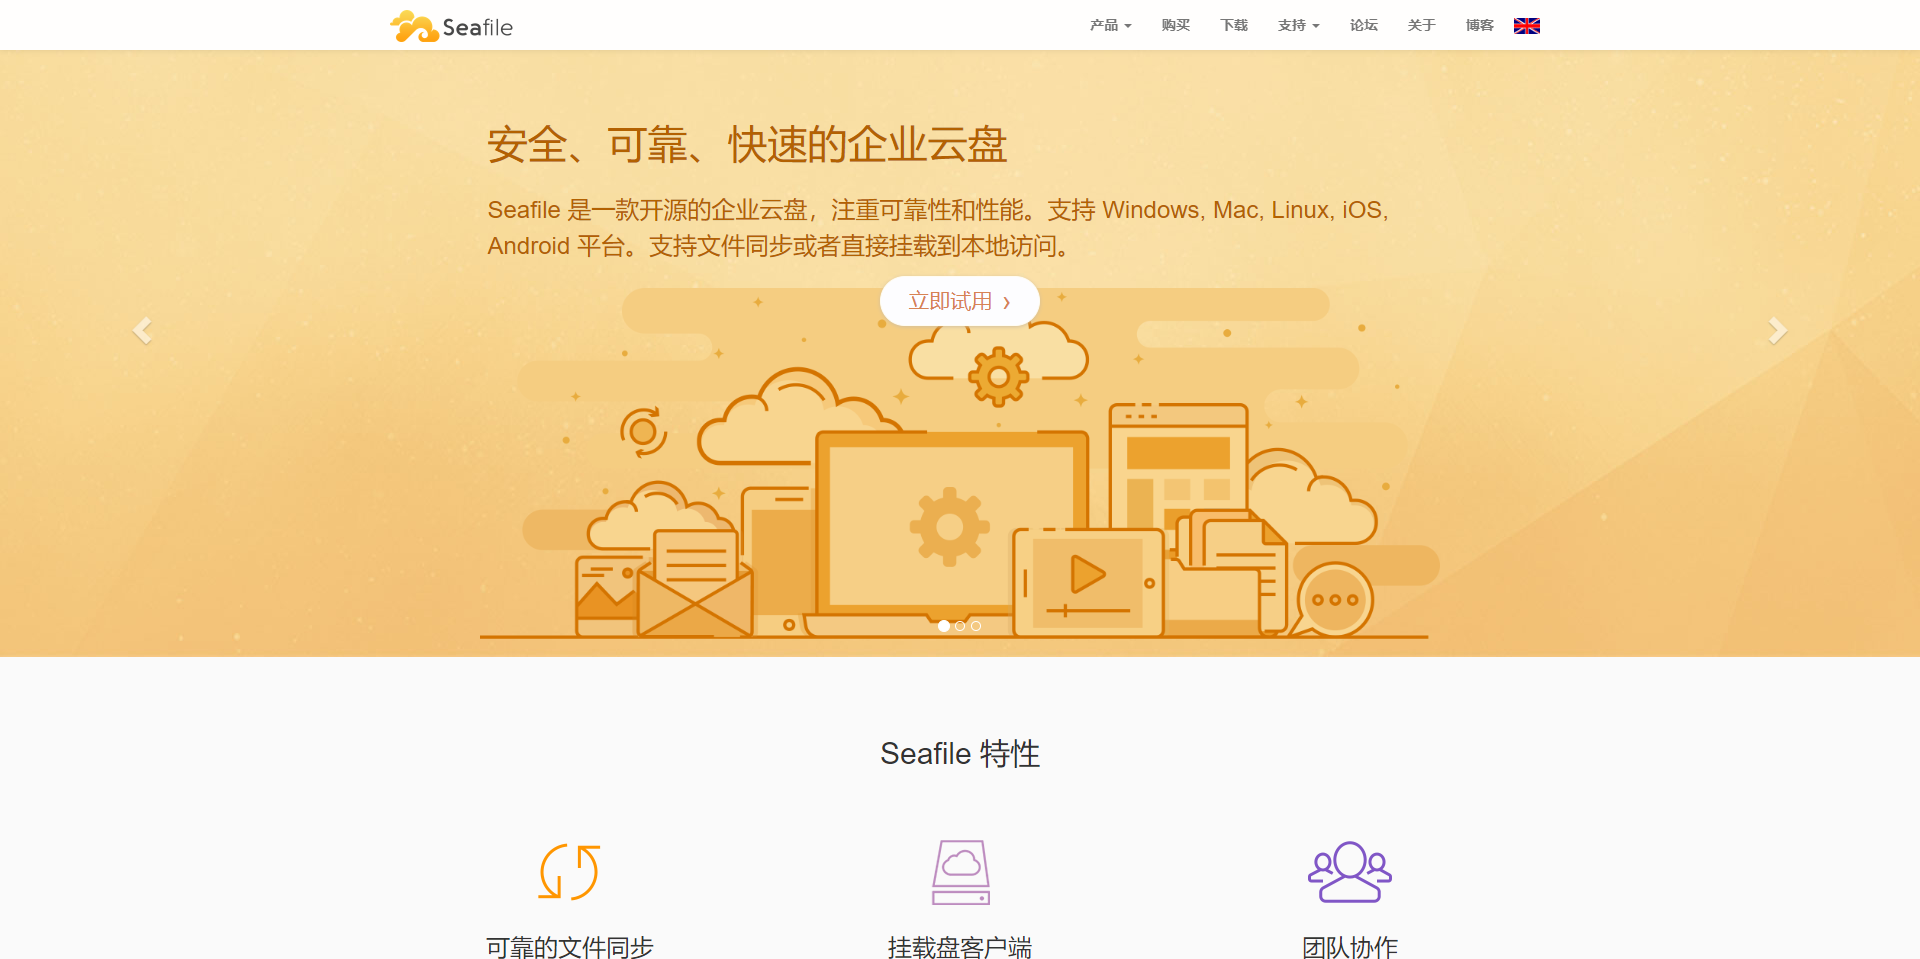 Seafile
产品 购买 下载 支持 论坛 关于 博客
安全、可靠、快速的企业云盘
Seafile 是一款开源的企业云盘，注重可靠性和性能。支持 Windows, Mac, Linux, iOS,
Android 平台。支持文件同步或者直接挂载到本地访问。
立即试用 ›
Seafile 特性
可靠的文件同步 挂载盘客户端 团队协作